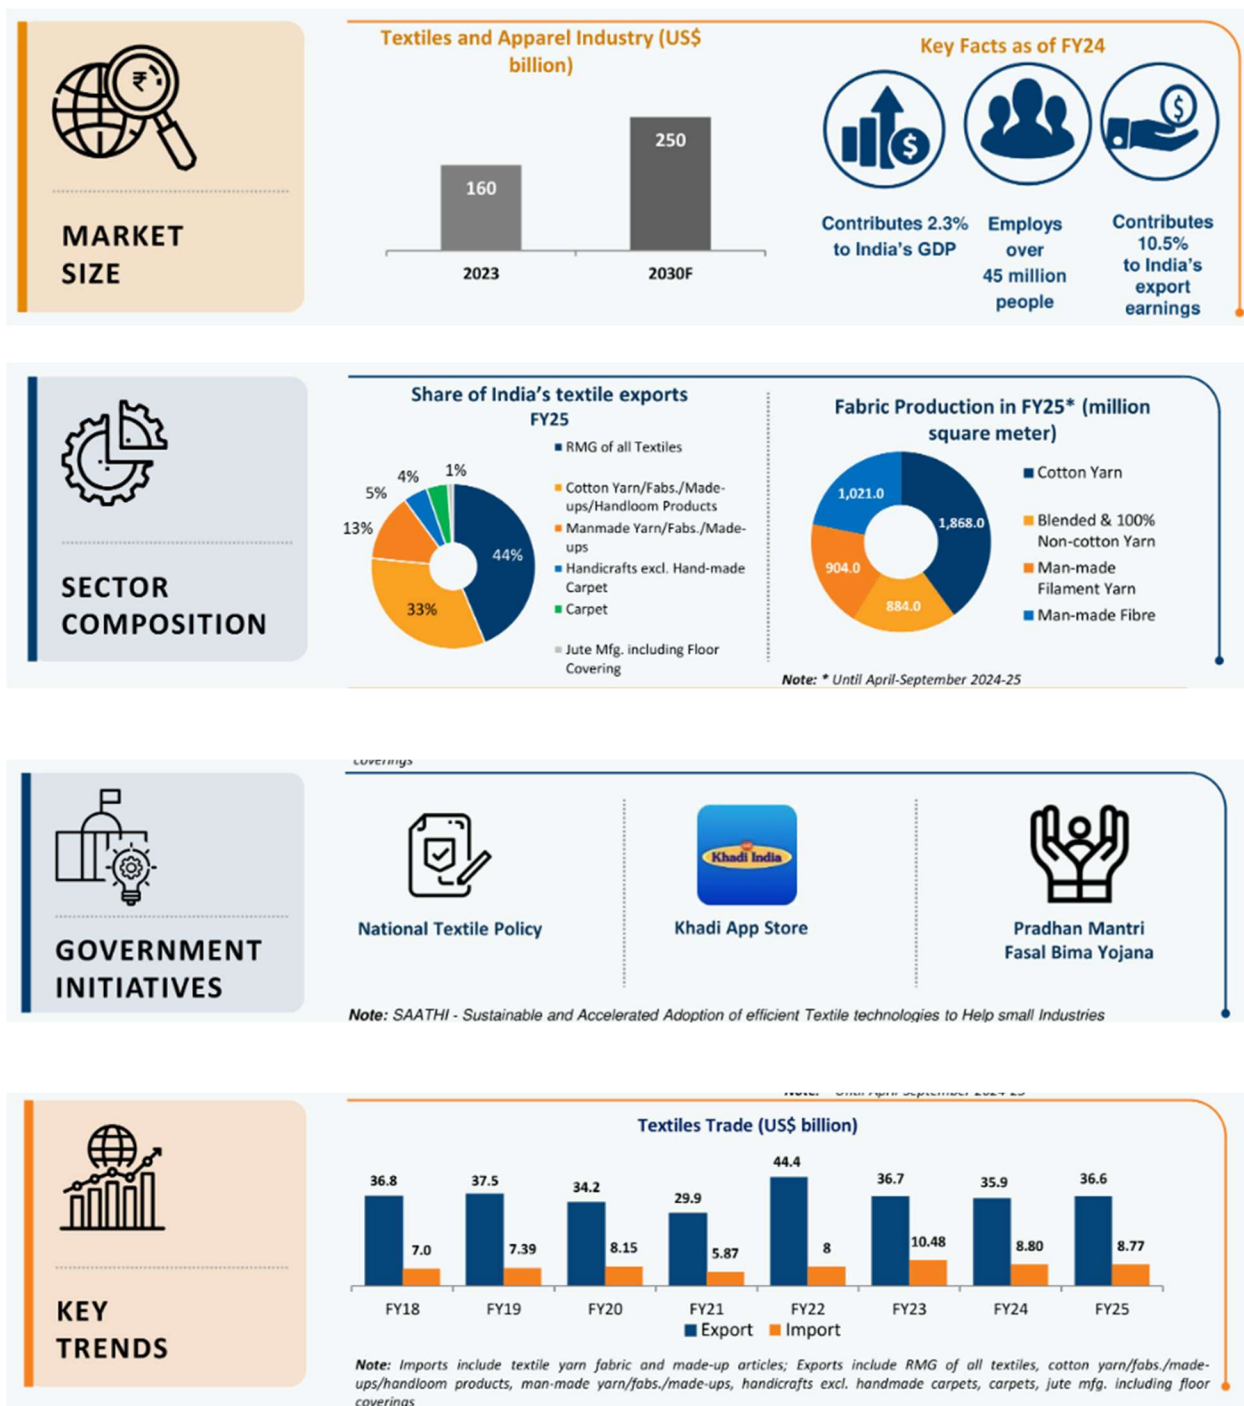 MARKET
SIZE
Textiles and Apparel Industry (US$
billion)
160
250
2023
2030F
Key Facts as of FY24
Contributes 2.3%
to India's GDP
Employs
over
45 million
people
Contributes
10.5%
to India's
export
earnings
SECTOR
COMPOSITION
Share of India's textile exports
FY25
44%
33%
13%
5%
4%
1%
RMG of all Textiles
Cotton Yarn/Fabs./Made-
ups/Handloom Products
Manmade Yarn/Fabs./Made-
ups
Handicrafts excl. Hand-made
Carpet
Carpet
Jute Mfg. including Floor
Covering
Fabric Production in FY25* (million
square meter)
1,868.0
884.0
904.0
1,021.0
Cotton Yarn
Blended & 100%
Non-cotton Yarn
Man-made
Filament Yarn
Man-made Fibre
Note: * Until April-September 2024-25
coverings
GOVERNMENT
INITIATIVES
National Textile Policy
Khadi India
Khadi App Store
Pradhan Mantri
Fasal Bima Yojana
Note: SAATHI - Sustainable and Accelerated Adoption of efficient Textile technologies to Help small Industries
Note: * Until April-September 2024-25
KEY
TRENDS
Textiles Trade (US$ billion)
36.8
7.0
37.5
7.39
34.2
8.15
29.9
5.87
44.4
8
36.7
10.48
35.9
8.80
36.6
8.77
FY18
FY19
FY20
FY21
FY22
FY23
FY24
FY25
Export
Import
Note: Imports include textile yarn fabric and made-up articles; Exports include RMG of all textiles, cotton yarn/fabs./made-
ups/handloom products, man-made yarn/fabs./made-ups, handicrafts excl. handmade carpets, carpets, jute mfg. including floor
coverings